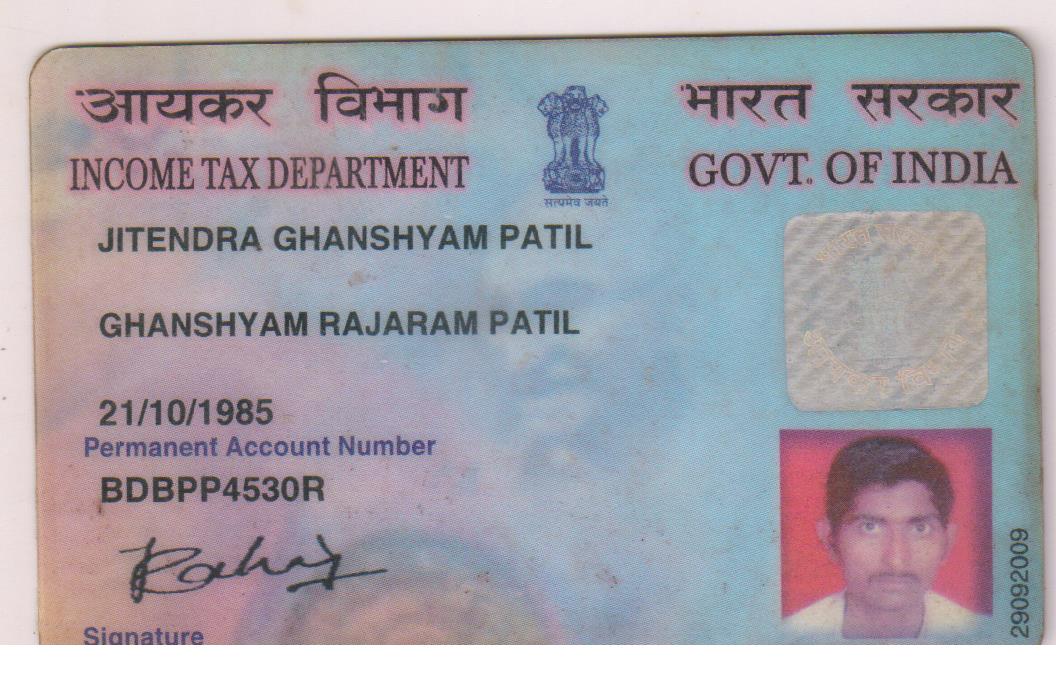 आयकर विभाग
INCOME TAX DEPARTMENT
सत्यमेव जयते
भारत सरकार
GOVT. OF INDIA
JITENDRA GHANSHYAM PATIL
GHANSHYAM RAJARAM PATIL
21/10/1985
Permanent Account Number
BDBPP4530R
Signature
29092009